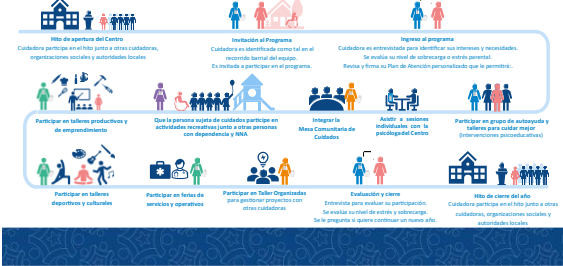 Hito de apertura del Centro
Cuidadora participa en el hito junto a otras cuidadoras,
organizaciones sociales y autoridades locales
Invitación al Programa
Cuidadora es identificada como tal en el
recorrido barrial del equipo.
Es invitada a participar en el programa.
Ingreso al programa
Cuidadora es entrevistada para identificar sus intereses y necesidades.
Se evalúa su nivel de sobrecarga o estrés parental.
Revisa y firma su Plan de Atención personalizado que le permitirá:.
Participar en talleres productivos y
de emprendimiento
Que la persona sujeta de cuidados participe en
actividades recreativas junto a otras personas
con dependencia y NNA
Integrar la
Mesa Comunitaria de
Cuidados
Asistir a sesiones
individuales con la
psicóloga del Centro
Participar en grupo de autoayuda y
talleres para cuidar mejor
(intervenciones psicoeducativas)
Participar en talleres
deportivos y culturales
Participar en ferias de
servicios y operativos
Participar en Taller Organizadas
para gestionar proyectos con
otras cuidadoras
Evaluación y cierre
Entrevista para evaluar su participación.
Se evalúa su nivel de estrés y sobrecarga.
Se le pregunta si quiere continuar un nuevo año.
Hito de cierre del año
Cuidadora participa en el hito junto a otras
cuidadoras, organizaciones sociales y
autoridades locales